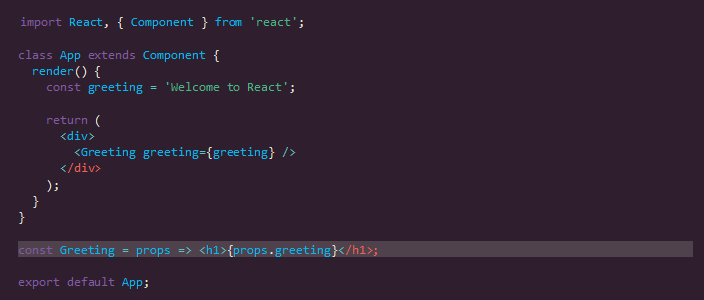 import React, { Component } from 'react';
class App extends Component {
render() {
const greeting = 'Welcome to React';
return (
<div>
<Greeting greeting={greeting} />
</div>
);
}
}
const Greeting = props => <h1>{props.greeting}</h1>;
export default App;